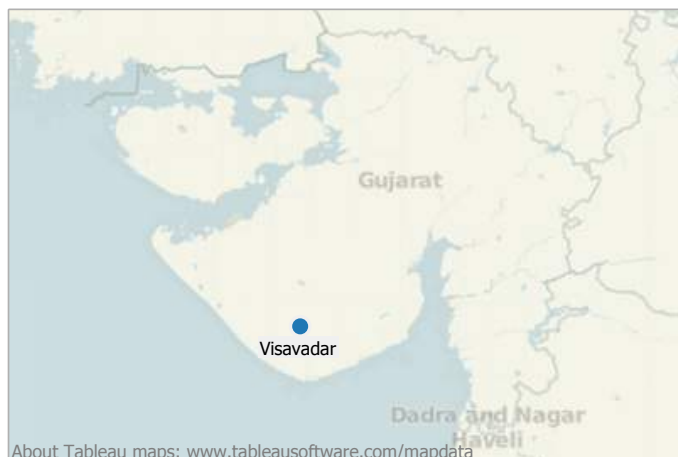 Gujarat
Visavadar
Dadra and Nagar
Haveli
About Tableau maps: www.tableausoftware.com/mapdata